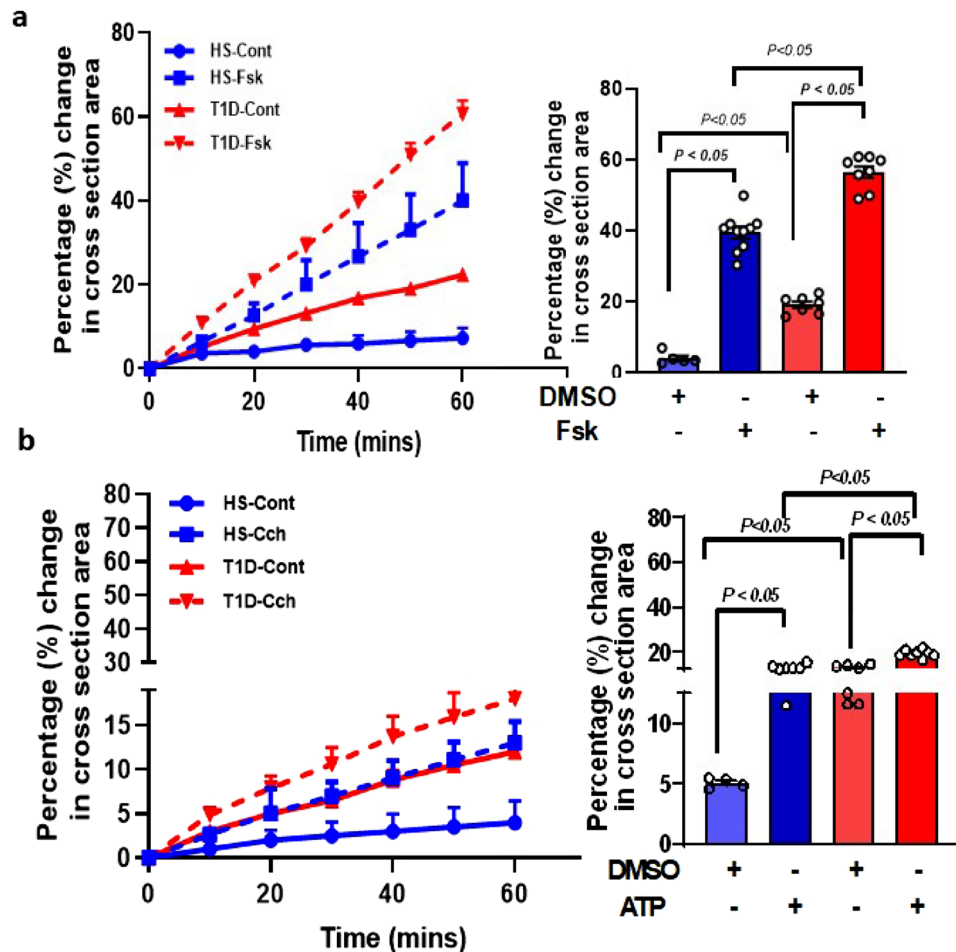 a
Percentage (%) change
in cross section area
80
60
40
20
0
HS-Cont
HS-Fsk
T1D-Cont
T1D-Fsk
0 20 40 60
Time (mins)
Percentage (%) change
in cross section area
80
60
40
20
0
P<0.05
P < 0.05
P<0.05
P < 0.05
DMSO + - + -
Fsk - + - +
b
Percentage (%) change
in cross section area
80
70
60
50
40
30
15
10
5
0
HS-Cont
HS-Cch
T1D-Cont
T1D-Cch
0 20 40 60
Time (mins)
Percentage (%) change
in cross section area
80
60
40
20
10
5
0
P<0.05
P<0.05
P < 0.05
P < 0.05
DMSO + - + -
ATP - + - +